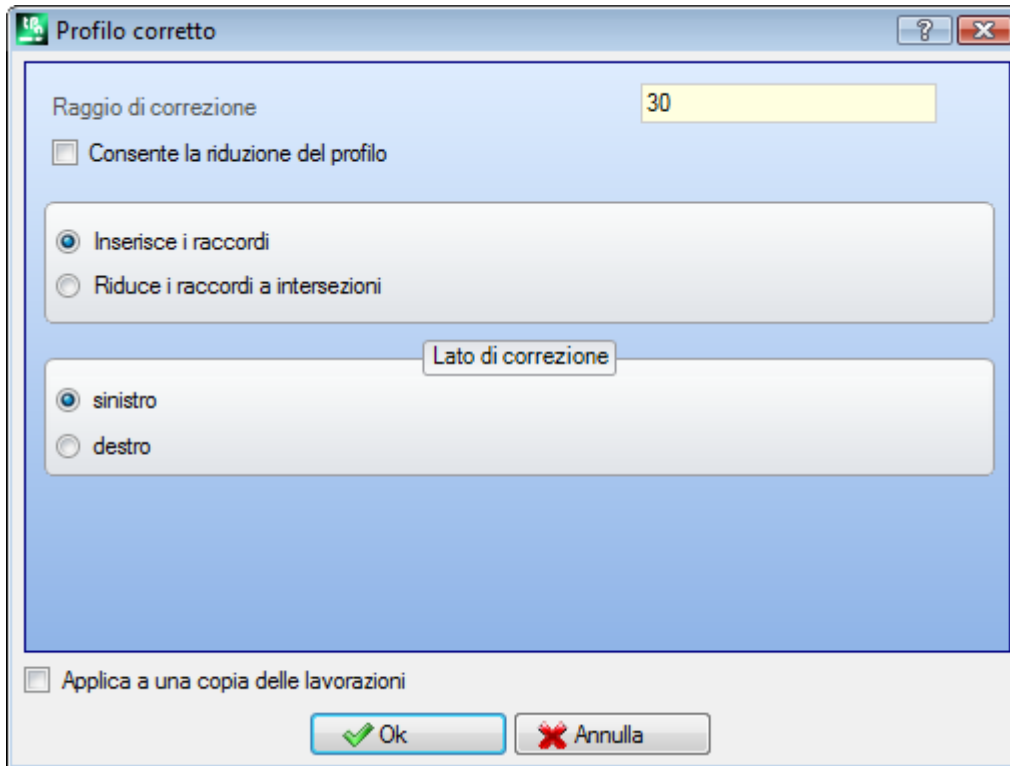 Profilo corretto
Raggio di correzione 30
Consente la riduzione del profilo
Inserisce i raccordi
Riduce i raccordi a intersezioni
Lato di correzione
sinistro
destro
Applica a una copia delle lavorazioni
Ok Annulla